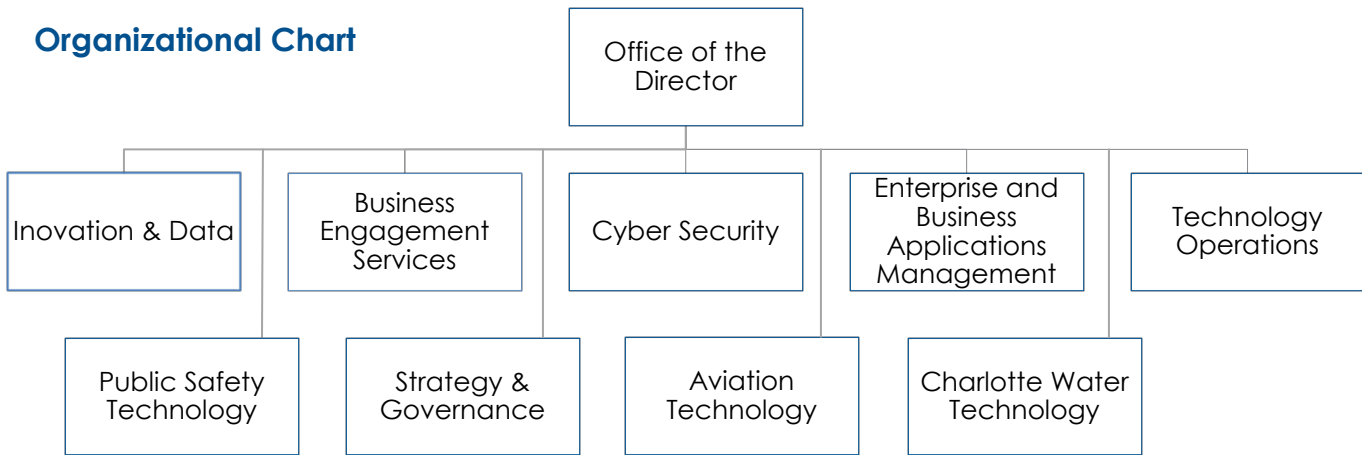 Organizational Chart
Office of the
Director
Inovation & Data
Business
Engagement
Services
Cyber Security
Enterprise and
Business
Applications
Management
Technology
Operations
Public Safety
Technology
Strategy &
Governance
Aviation
Technology
Charlotte Water
Technology